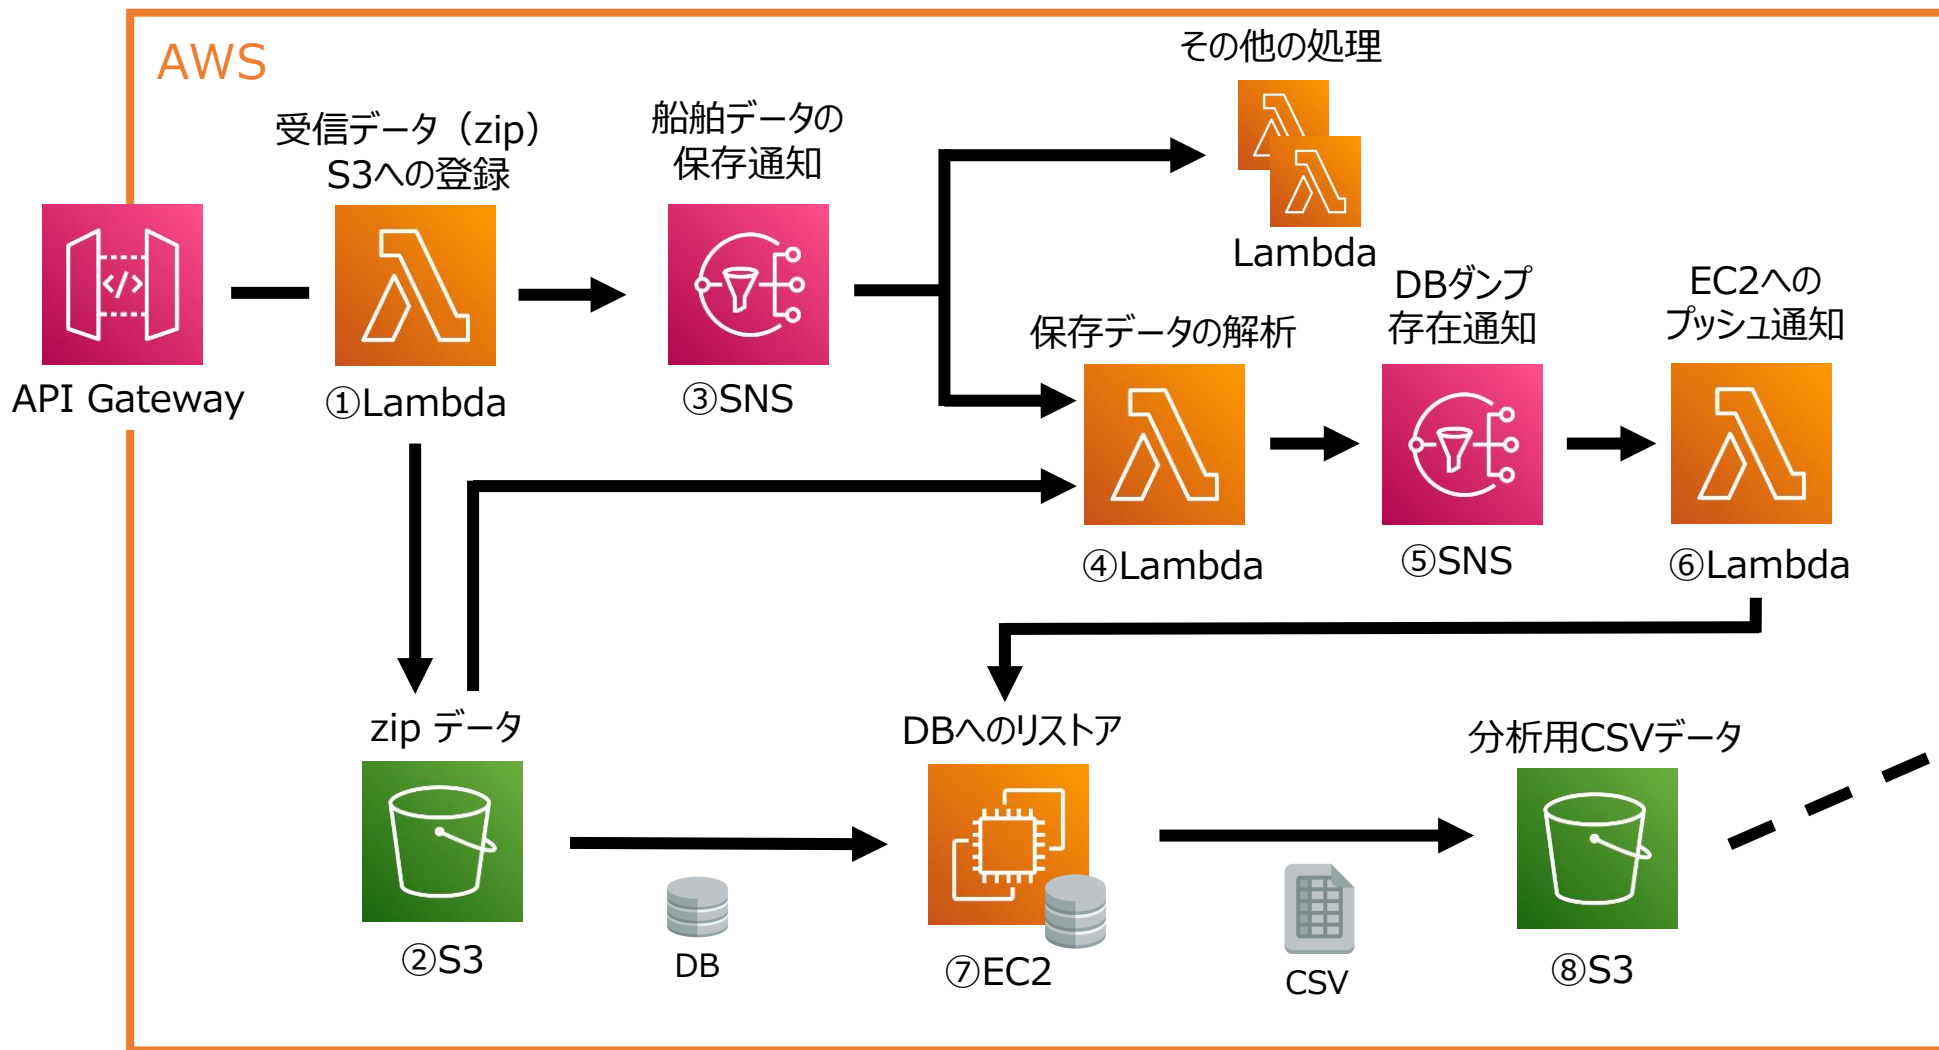 AWS
その他の処理
受信データ（zip）
S3への登録
船舶データの
保存通知
Lambda
DBダンプ
存在通知
EC2への
プッシュ通知
保存データの解析
API Gateway
①Lambda
③SNS
④Lambda
⑤SNS
⑥Lambda
zip データ
DBへのリストア
分析用CSVデータ
②S3
DB
⑦EC2
CSV
⑧S3